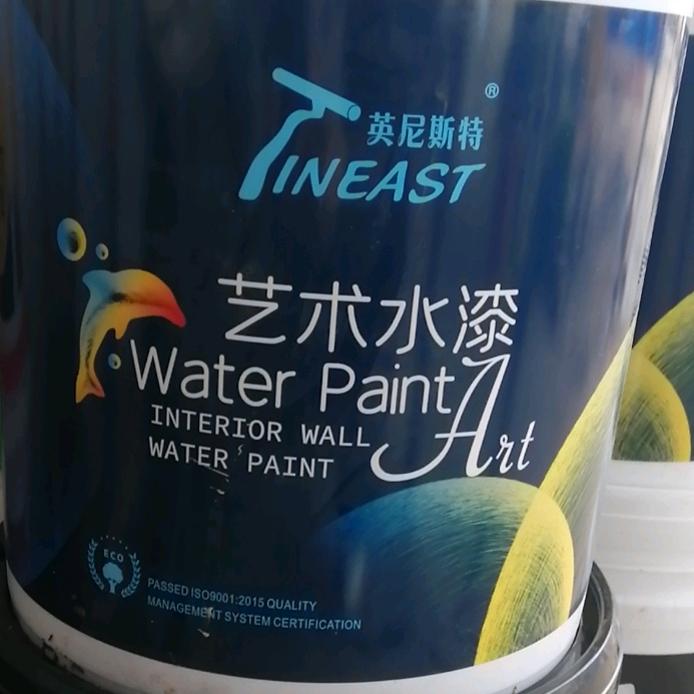 ®
英尼斯特
TINEAST
艺术水漆
Water Paint Art
INTERIOR WALL
WATER PAINT
ECO
PASSED ISO9001:2015 QUALITY
MANAGEMENT SYSTEM CERTIFICATION